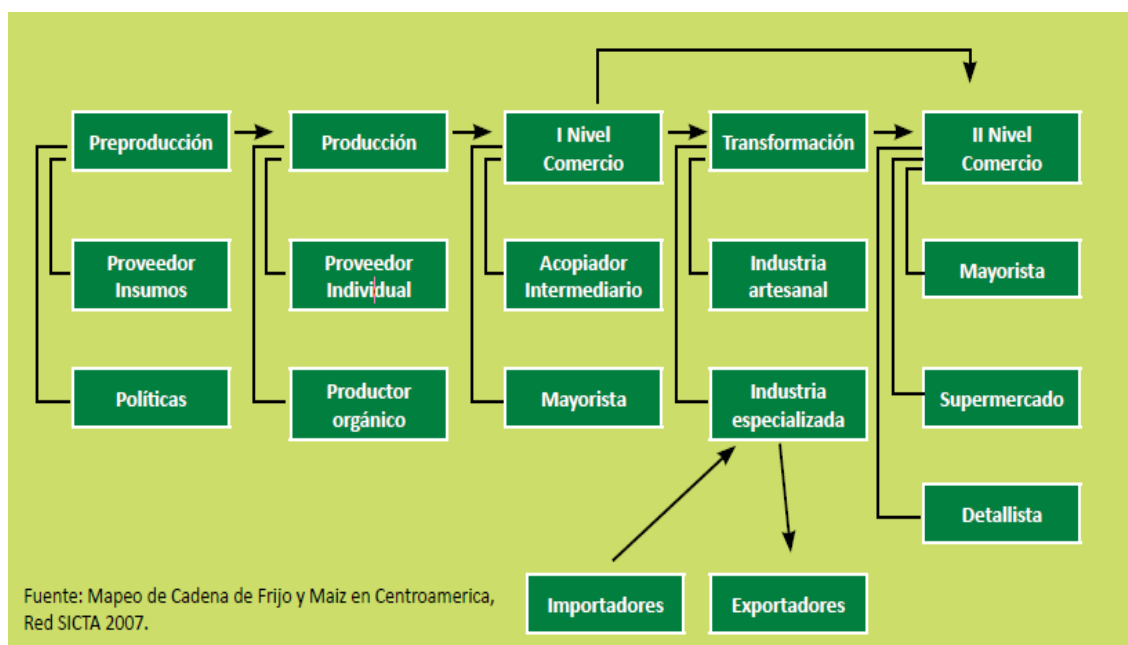 Preproducción
Producción
I Nivel
Comercio
Transformación
II Nivel
Comercio
Proveedor
Insumos
Proveedor
Individual
Acopiador
Intermediario
Industria
artesanal
Mayorista
Políticas
Productor
orgánico
Mayorista
Industria
especializada
Supermercado
Detallista
Importadores
Exportadores
Fuente: Mapeo de Cadena de Frijo y Maiz en Centroamerica,
Red SICTA 2007.